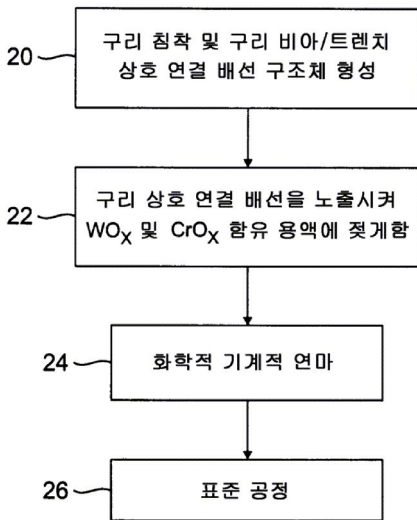 20
구리 침착 및 구리 비아/트렌치
상호 연결 배선 구조체 형성
22
구리 상호 연결 배선을 노출시켜
WOX 및 CrOX 함유 용액에 젖게함
24
화학적 기계적 연마
26
표준 공정